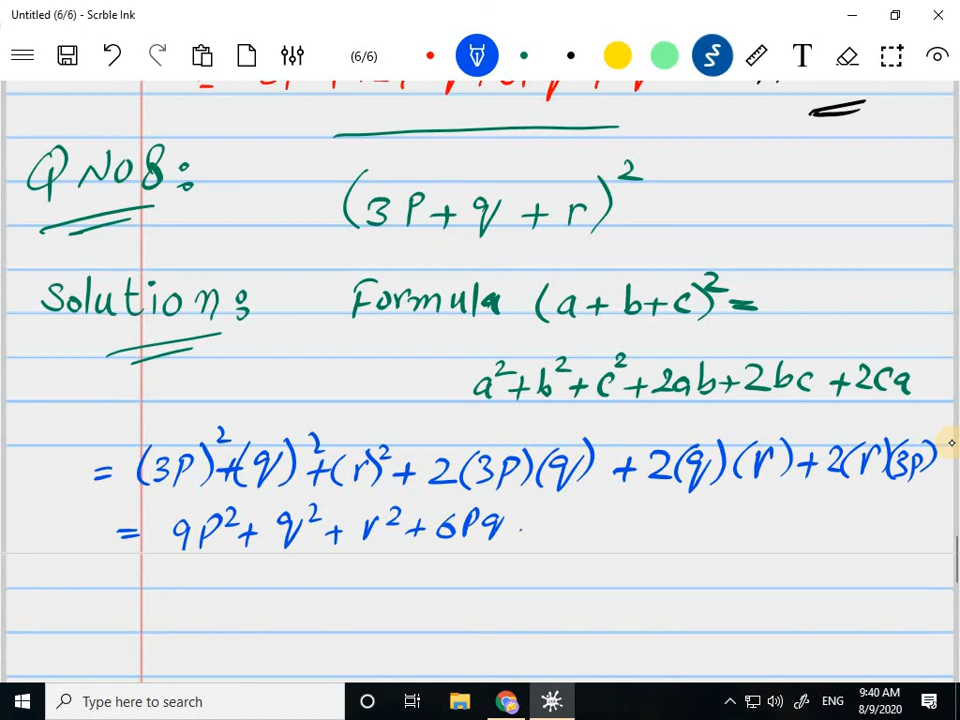 Untitled (6/6) - Scrble Ink
(6/6)
T
Q NO 8:
(3p+q+r)²
Solution:
Formula (a+b+c)²=
a²+b²+c²+2ab+2bc+2ca
= (3p)²+(q)²+(r)²+2(3p)(q)+2(q)(r)+2(r)(3p)
= 9p²+q²+r²+6pq
Type here to search
ENG
9:40 AM
8/9/2020